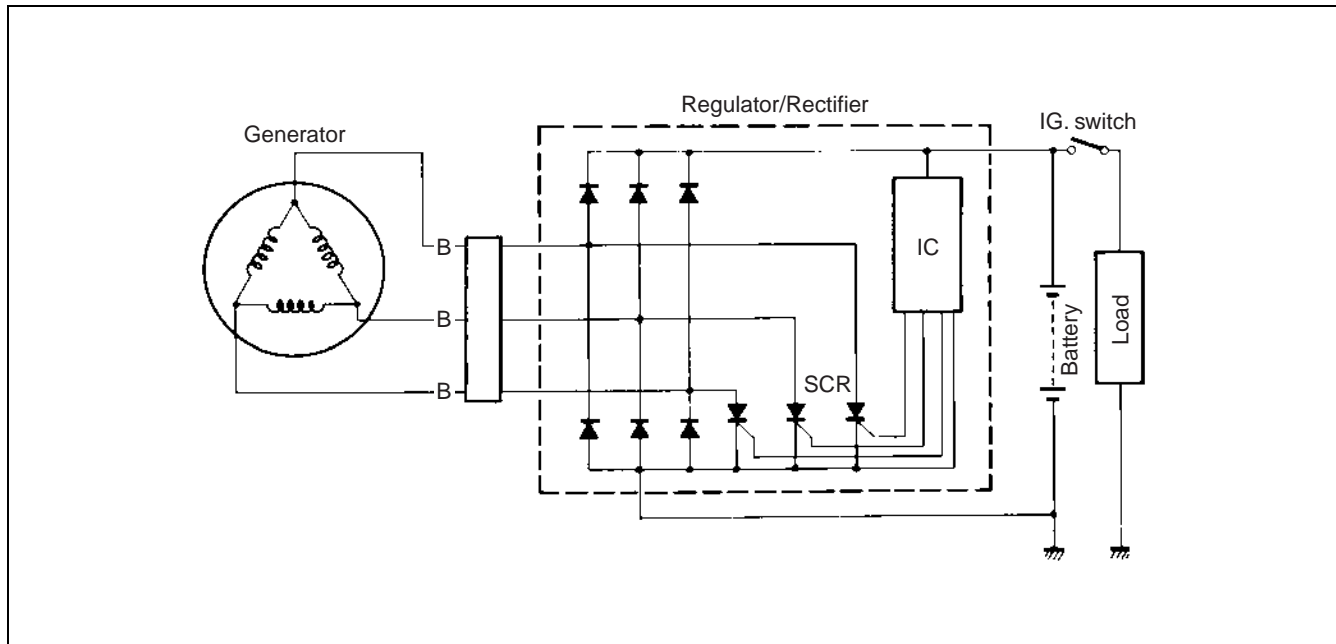 Regulator/Rectifier
Generator
IG. switch
B
IC
B
Battery
Load
SCR
B